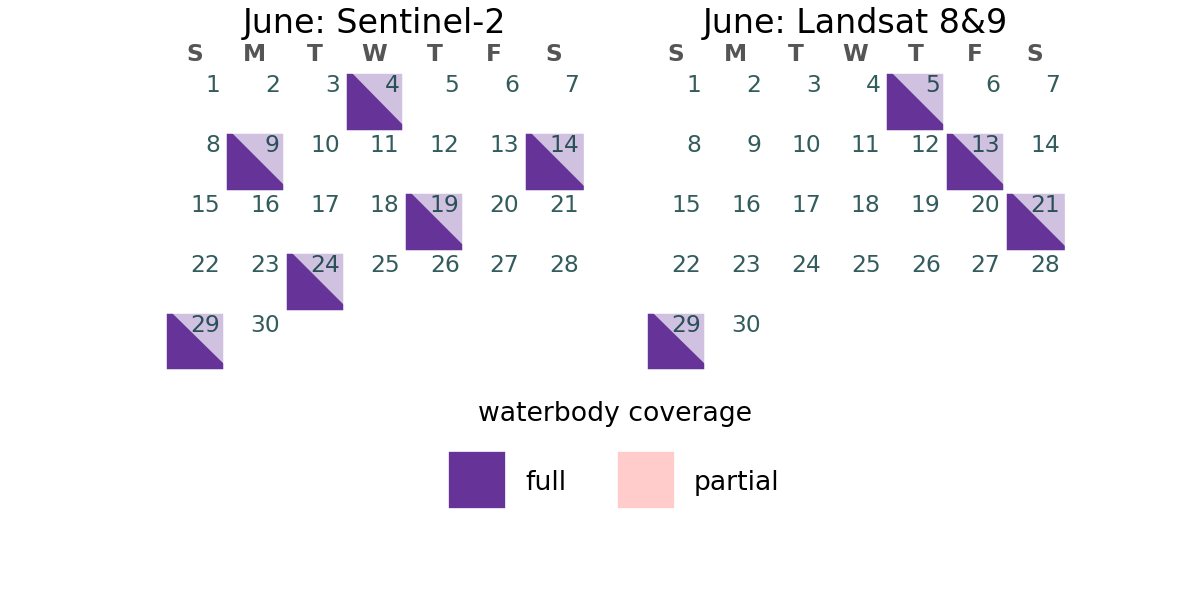 June: Sentinel-2
S M T W T F S
1 2 3 4 5 6 7
8 9 10 11 12 13 14
15 16 17 18 19 20 21
22 23 24 25 26 27 28
29 30
June: Landsat 8&9
S M T W T F S
1 2 3 4 5 6 7
8 9 10 11 12 13 14
15 16 17 18 19 20 21
22 23 24 25 26 27 28
29 30
waterbody coverage
full partial